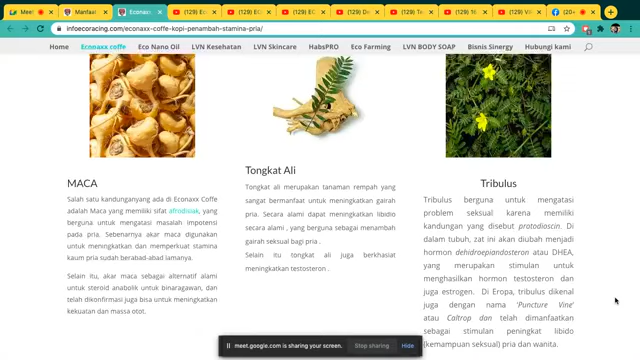 Meet
Manfaat
Econaxx
(129) Es
(129) EC
(129) EC
(129) De
(129) Te
(129) 16
(129) Vit
(20+
infoecoracing.com/econaxx-coffe-kopi-penambah-stamina-pria/
Home Econaxx coffe Eco Nano Oil LVN Kesehatan LVN Skincare HabsPRO Eco Farming LVN BODY SOAP Bisnis Sinergy Hubungi kami
MACA
Salah satu kandunganyang ada di Econaxx Coffe
adalah Maca yang memiliki sifat afrodisiak, yang
berguna untuk mengatasi masalah impotensi
pada pria. Sebenarnya akar maca digunakan
untuk meningkatkan dan memperkuat stamina
kaum pria sudah berabad-abad lamanya.
Selain itu, akar maca sebagai alternatif alami
untuk steroid anabolik untuk binaragawan, dan
telah dikonfirmasi juga bisa untuk meningkatkan
kekuatan dan massa otot.
Tongkat Ali
Tongkat ali merupakan tanaman rempah yang
sangat bermanfaat untuk meningkatkan gairah
pria. Secara alami dapat meningkatkan libidio
secara alami , yang berguna sebagai menambah
gairah seksual bagi pria .
Selain itu tongkat ali juga berkhasiat
meningkatkan testosteron .
Tribulus
Tribulus berguna untuk mengatasi
problem seksual karena memiliki
kandungan yang disebut protodioscin. Di
dalam tubuh, zat ini akan diubah menjadi
hormon dehidroepiandosteron atau DHEA,
yang merupakan stimulan untuk
menghasilkan hormon testosteron dan
juga estrogen. Di Eropa, tribulus dikenal
juga dengan nama 'Puncture Vine'
atau Caltrop dan telah dimanfaatkan
sebagai stimulan peningkat libido
(kemampuan seksual) pria dan wanita.
meet.google.com is sharing your screen. Stop sharing Hide